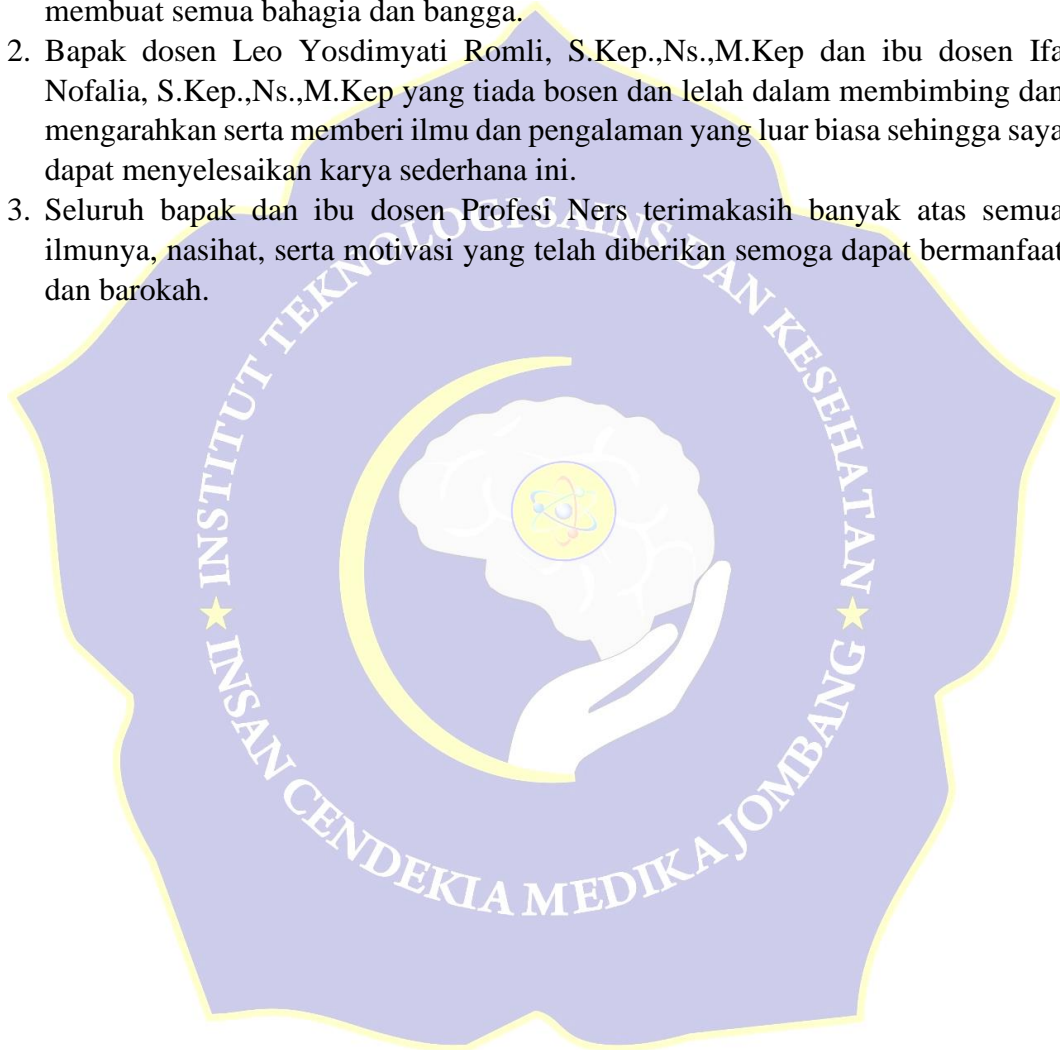 membuat semua bahagia dan bangga.
2. Bapak dosen Leo Yosdimyati Romli, S.Kep.,Ns.,M.Kep dan ibu dosen Ifa
Nofalia, S.Kep.,Ns.,M.Kep yang tiada bosen dan lelah dalam membimbing dan
mengarahkan serta memberi ilmu dan pengalaman yang luar biasa sehingga saya
dapat menyelesaikan karya sederhana ini.
3. Seluruh bapak dan ibu dosen Profesi Ners terimakasih banyak atas semua
ilmunya, nasihat, serta motivasi yang telah diberikan semoga dapat bermanfaat
dan barokah.
INSTITUT TEKNOLOGI SAINS DAN KESEHATAN
INSAN CENDEKIA MEDIKA JOMBANG